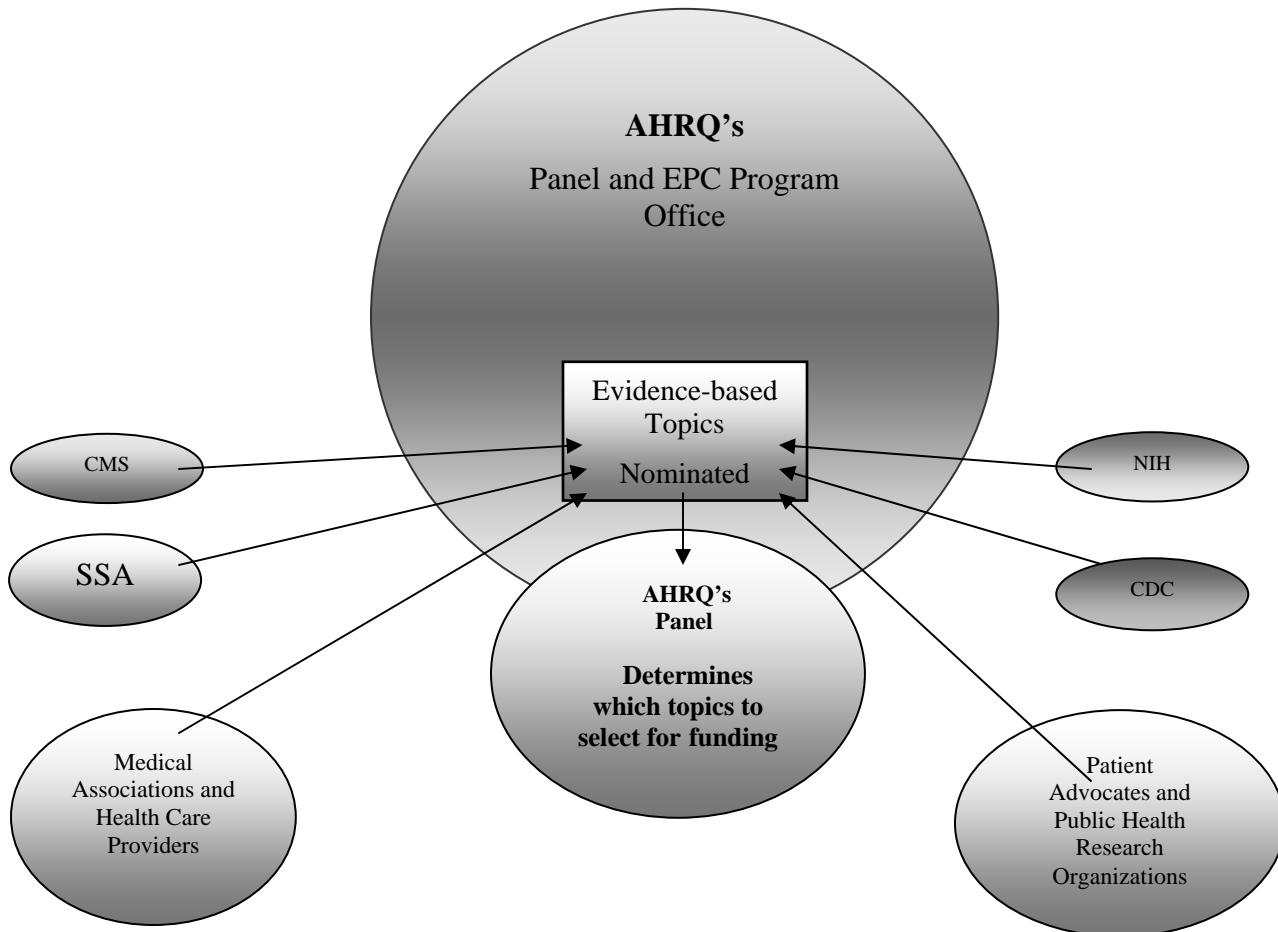 AHRQ's
Panel and EPC Program
Office
Evidence-based
Topics
Nominated
CMS
NIH
SSA
CDC
AHRQ's
Panel
Determines
which topics to
select for funding
Medical
Associations and
Health Care
Providers
Patient
Advocates and
Public Health
Research
Organizations